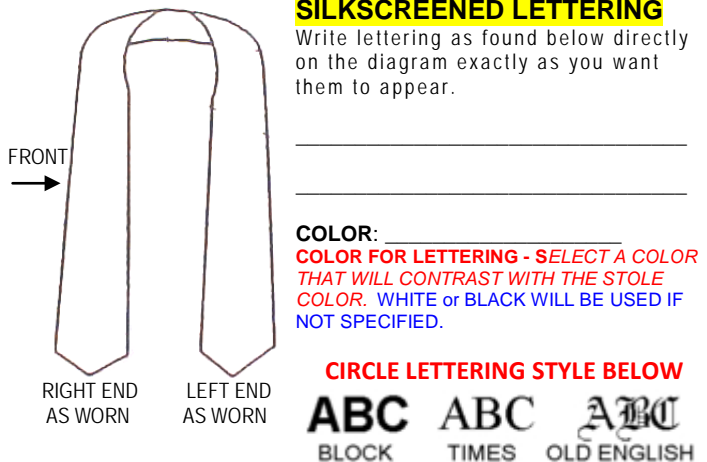 SILKSCREENED LETTERING
Write lettering as found below directly
on the diagram exactly as you want
them to appear.
FRONT
COLOR: ____________________
COLOR FOR LETTERING - SELECT A COLOR
THAT WILL CONTRAST WITH THE STOLE
COLOR. WHITE or BLACK WILL BE USED IF
NOT SPECIFIED.
CIRCLE LETTERING STYLE BELOW
RIGHT END
AS WORN
LEFT END
AS WORN
ABC ABC ABC
BLOCK TIMES OLD ENGLISH